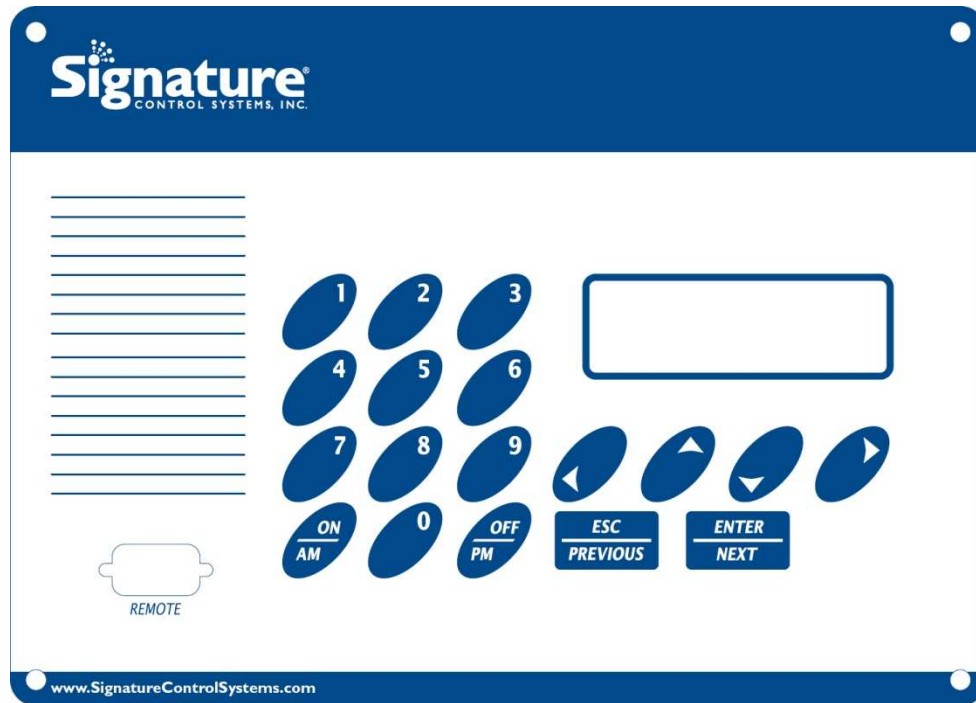 Signature®
CONTROL SYSTEMS, INC.
1 2 3
4 5 6
7 8 9
ON
AM
0
OFF
PM
ESC
PREVIOUS
ENTER
NEXT
REMOTE
www.SignatureControlSystems.com